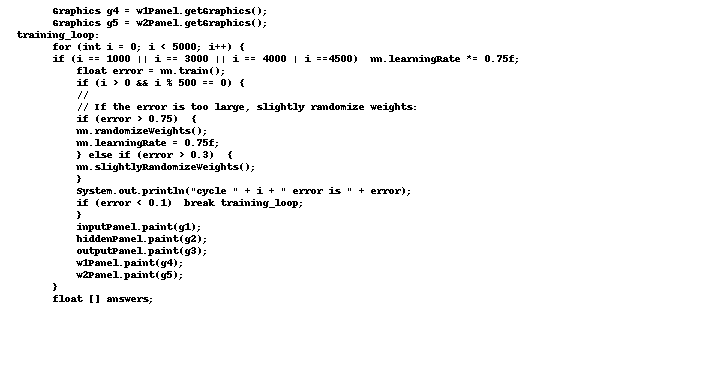 Graphics g4 = w1Panel.getGraphics();
Graphics g5 = w2Panel.getGraphics();
training_loop:
for (int i = 0; i < 5000; i++) {
if (i == 1000 || i == 3000 || i == 4000 | i ==4500)  nn.learningRate *= 0.75f;
float error = nn.train();
if (i > 0 && i % 500 == 0) {
//
// If the error is too large, slightly randomize weights:
if (error > 0.75)  {
nn.randomizeWeights();
nn.learningRate = 0.75f;
} else if (error > 0.3)  {
nn.slightlyRandomizeWeights();
}
System.out.println("cycle " + i + " error is " + error);
if (error < 0.1)  break training_loop;
}
inputPanel.paint(g1);
hiddenPanel.paint(g2);
outputPanel.paint(g3);
w1Panel.paint(g4);
w2Panel.paint(g5);
}
float [] answers;